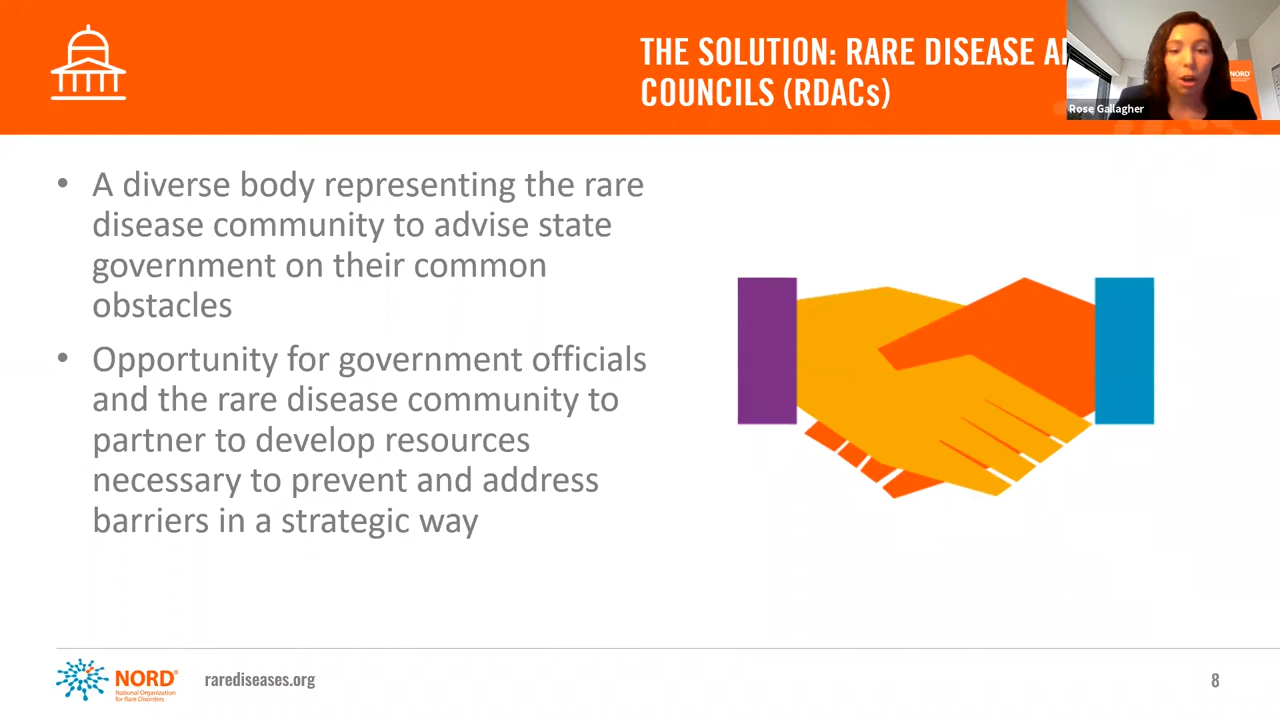 THE SOLUTION: RARE DISEASE
COUNCILS (RDACs)
NORD
Rose Gallagher
• A diverse body representing the rare
disease community to advise state
government on their common
obstacles
• Opportunity for government officials
and the rare disease community to
partner to develop resources
necessary to prevent and address
barriers in a strategic way
NORD®
National Organization
for Rare Disorders
rarediseases.org
8